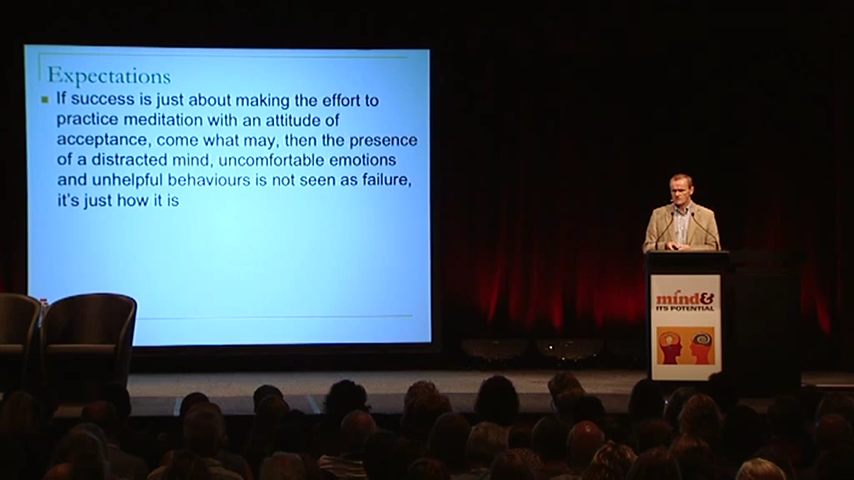 Expectations
If success is just about making the effort to
practice meditation with an attitude of
acceptance, come what may, then the presence
of a distracted mind, uncomfortable emotions
and unhelpful behaviours is not seen as failure,
it's just how it is
mind&
ITS POTENTIAL